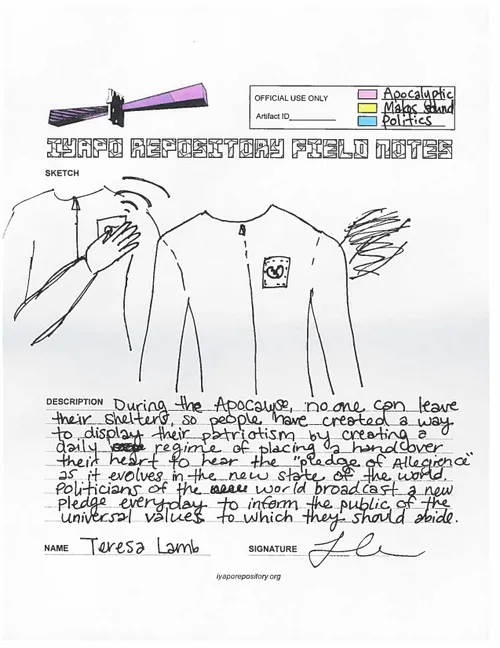 OFFICIAL USE ONLY
Artifact ID
Apocalyptic
Makes Sound
Politics
IYAPO REPOSITORY FIELD NOTES
SKETCH
DESCRIPTION During the Apocalyse, no one can leave
their shelters, so people have created a way
to display their patriotism by creating a
daily regime of placing a hand over
their heart to hear the "pledge of Allegience"
as it evolves in the new state of the world.
Politicians of the world broadcast a new
pledge everyday to inform the public of the
universal values to which they should abide.
NAME Teresa Lamb SIGNATURE
iyaporepository.org